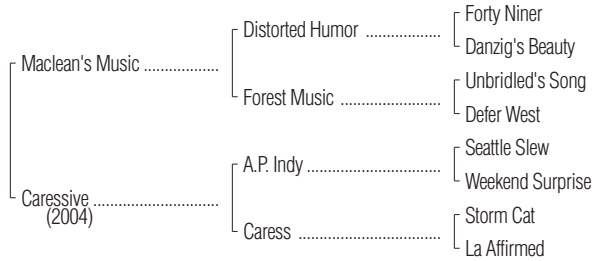 Forty Niner
Distorted Humor ..................
Danzig's Beauty
Maclean's Music ..................
Unbridled's Song
Forest Music ........................
Defer West
Seattle Slew
A.P. Indy ................................
Weekend Surprise
Caressive ..............................
(2004)
Storm Cat
Caress ..................................
La Affirmed